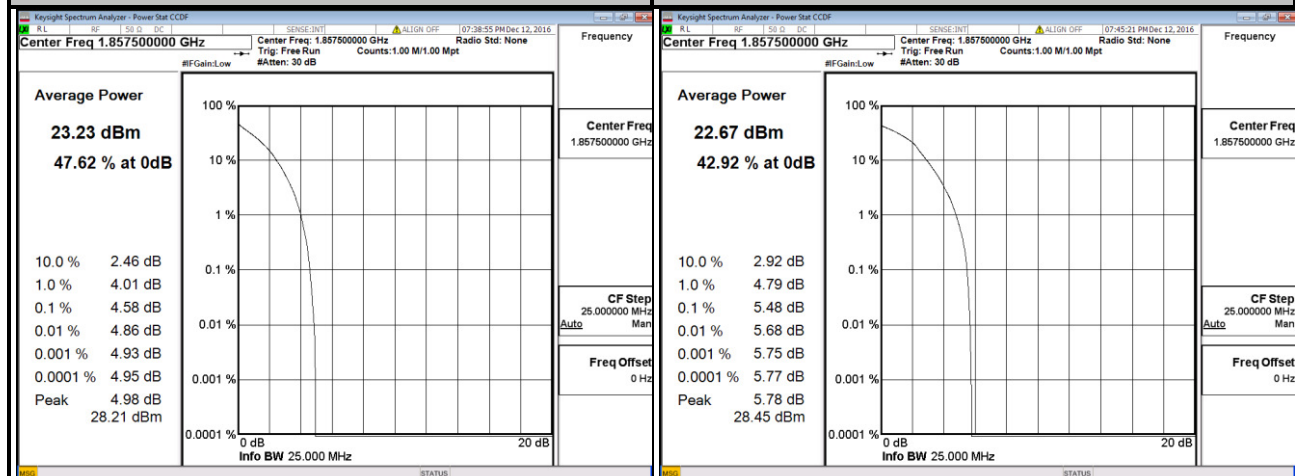 Keysight Spectrum Analyzer - Power Stat CCDF
RL RF 50 Ω DC SENSE:INT ALIGN OFF 07:38:55 PM Dec 12, 2016
Center Freq 1.857500000 GHz
Center Freq: 1.857500000 GHz Radio Std: None
Trig: Free Run Counts:1.00 M/1.00 Mpt
#IFGain:Low #Atten: 30 dB
Frequency
Average Power
23.23 dBm
47.62 % at 0dB
10.0 % 2.46 dB
1.0 % 4.01 dB
0.1 % 4.58 dB
0.01 % 4.86 dB
0.001 % 4.93 dB
0.0001 % 4.95 dB
Peak 4.98 dB
28.21 dBm
100 %
10 %
1 %
0.1 %
0.01 %
0.001 %
0.0001 %
0 dB 20 dB
Info BW 25.000 MHz
Center Freq
1.857500000 GHz
CF Step
25.000000 MHz
Auto Man
Freq Offset
0 Hz
MSG STATUS
Keysight Spectrum Analyzer - Power Stat CCDF
RL RF 50 Ω DC SENSE:INT ALIGN OFF 07:45:21 PM Dec 12, 2016
Center Freq 1.857500000 GHz
Center Freq: 1.857500000 GHz Radio Std: None
Trig: Free Run Counts:1.00 M/1.00 Mpt
#IFGain:Low #Atten: 30 dB
Frequency
Average Power
22.67 dBm
42.92 % at 0dB
10.0 % 2.92 dB
1.0 % 4.79 dB
0.1 % 5.48 dB
0.01 % 5.68 dB
0.001 % 5.75 dB
0.0001 % 5.77 dB
Peak 5.78 dB
28.45 dBm
100 %
10 %
1 %
0.1 %
0.01 %
0.001 %
0.0001 %
0 dB 20 dB
Info BW 25.000 MHz
Center Freq
1.857500000 GHz
CF Step
25.000000 MHz
Auto Man
Freq Offset
0 Hz
MSG STATUS